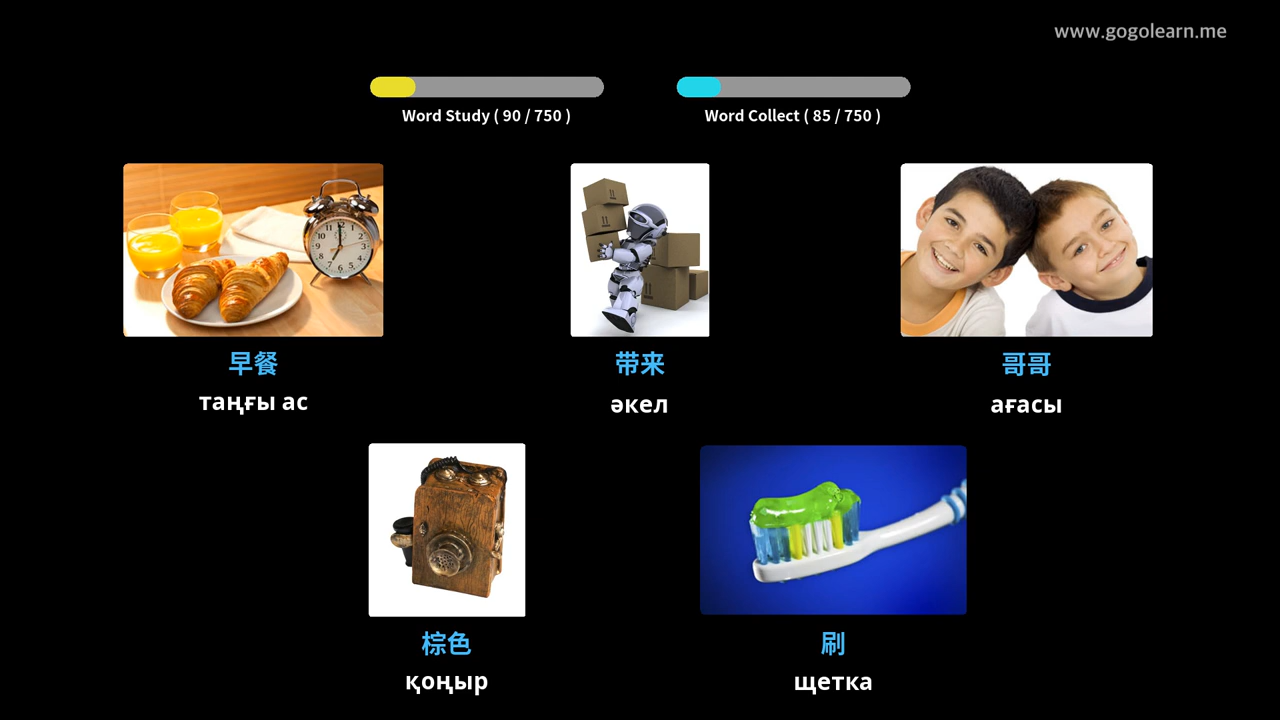 www.gogolearn.me
Word Study ( 90 / 750 )
Word Collect ( 85 / 750 )
早餐
таңғы ас
带来
әкел
哥哥
ағасы
棕色
қоңыр
刷
щетка